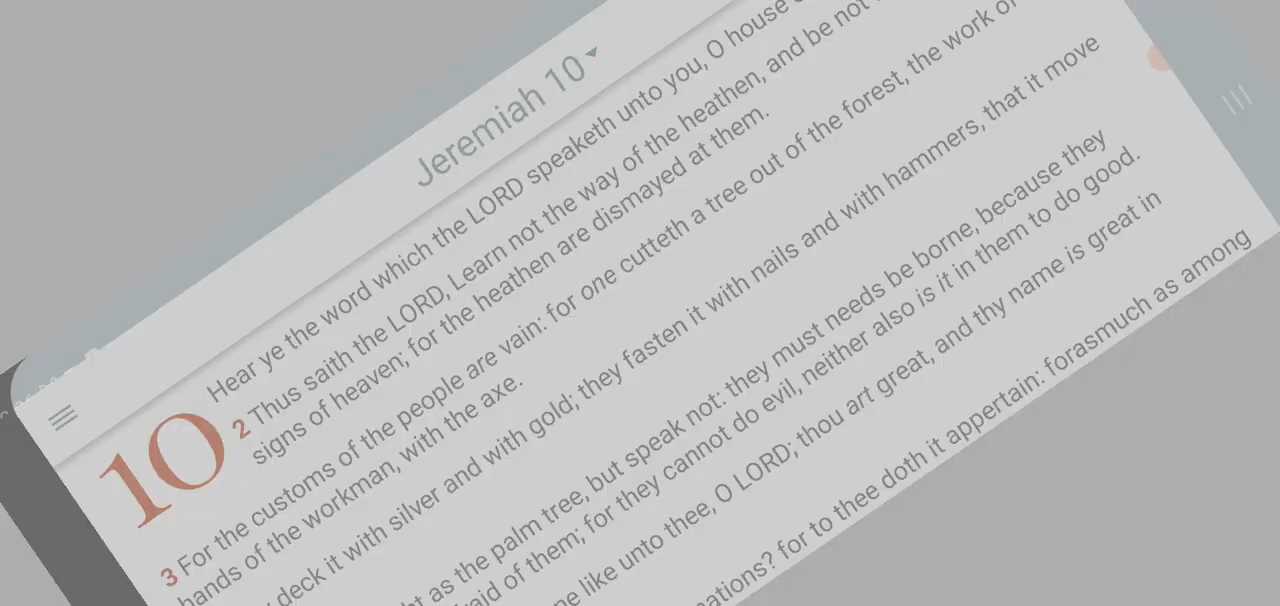 Jeremiah 10
10
Hear ye the word which the LORD speaketh unto you, O house
2 Thus saith the LORD, Learn not the way of the heathen, and be not
signs of heaven; for the heathen are dismayed at them.
3 For the customs of the people are vain: for one cutteth a tree out of the forest, the work of
hands of the workman, with the axe.
deck it with silver and with gold; they fasten it with nails and with hammers, that it move
as the palm tree, but speak not: they must needs be borne, because they
of them; for they cannot do evil, neither also is it in them to do good.
like unto thee, O LORD; thou art great, and thy name is great in
for to thee doth it appertain: forasmuch as among